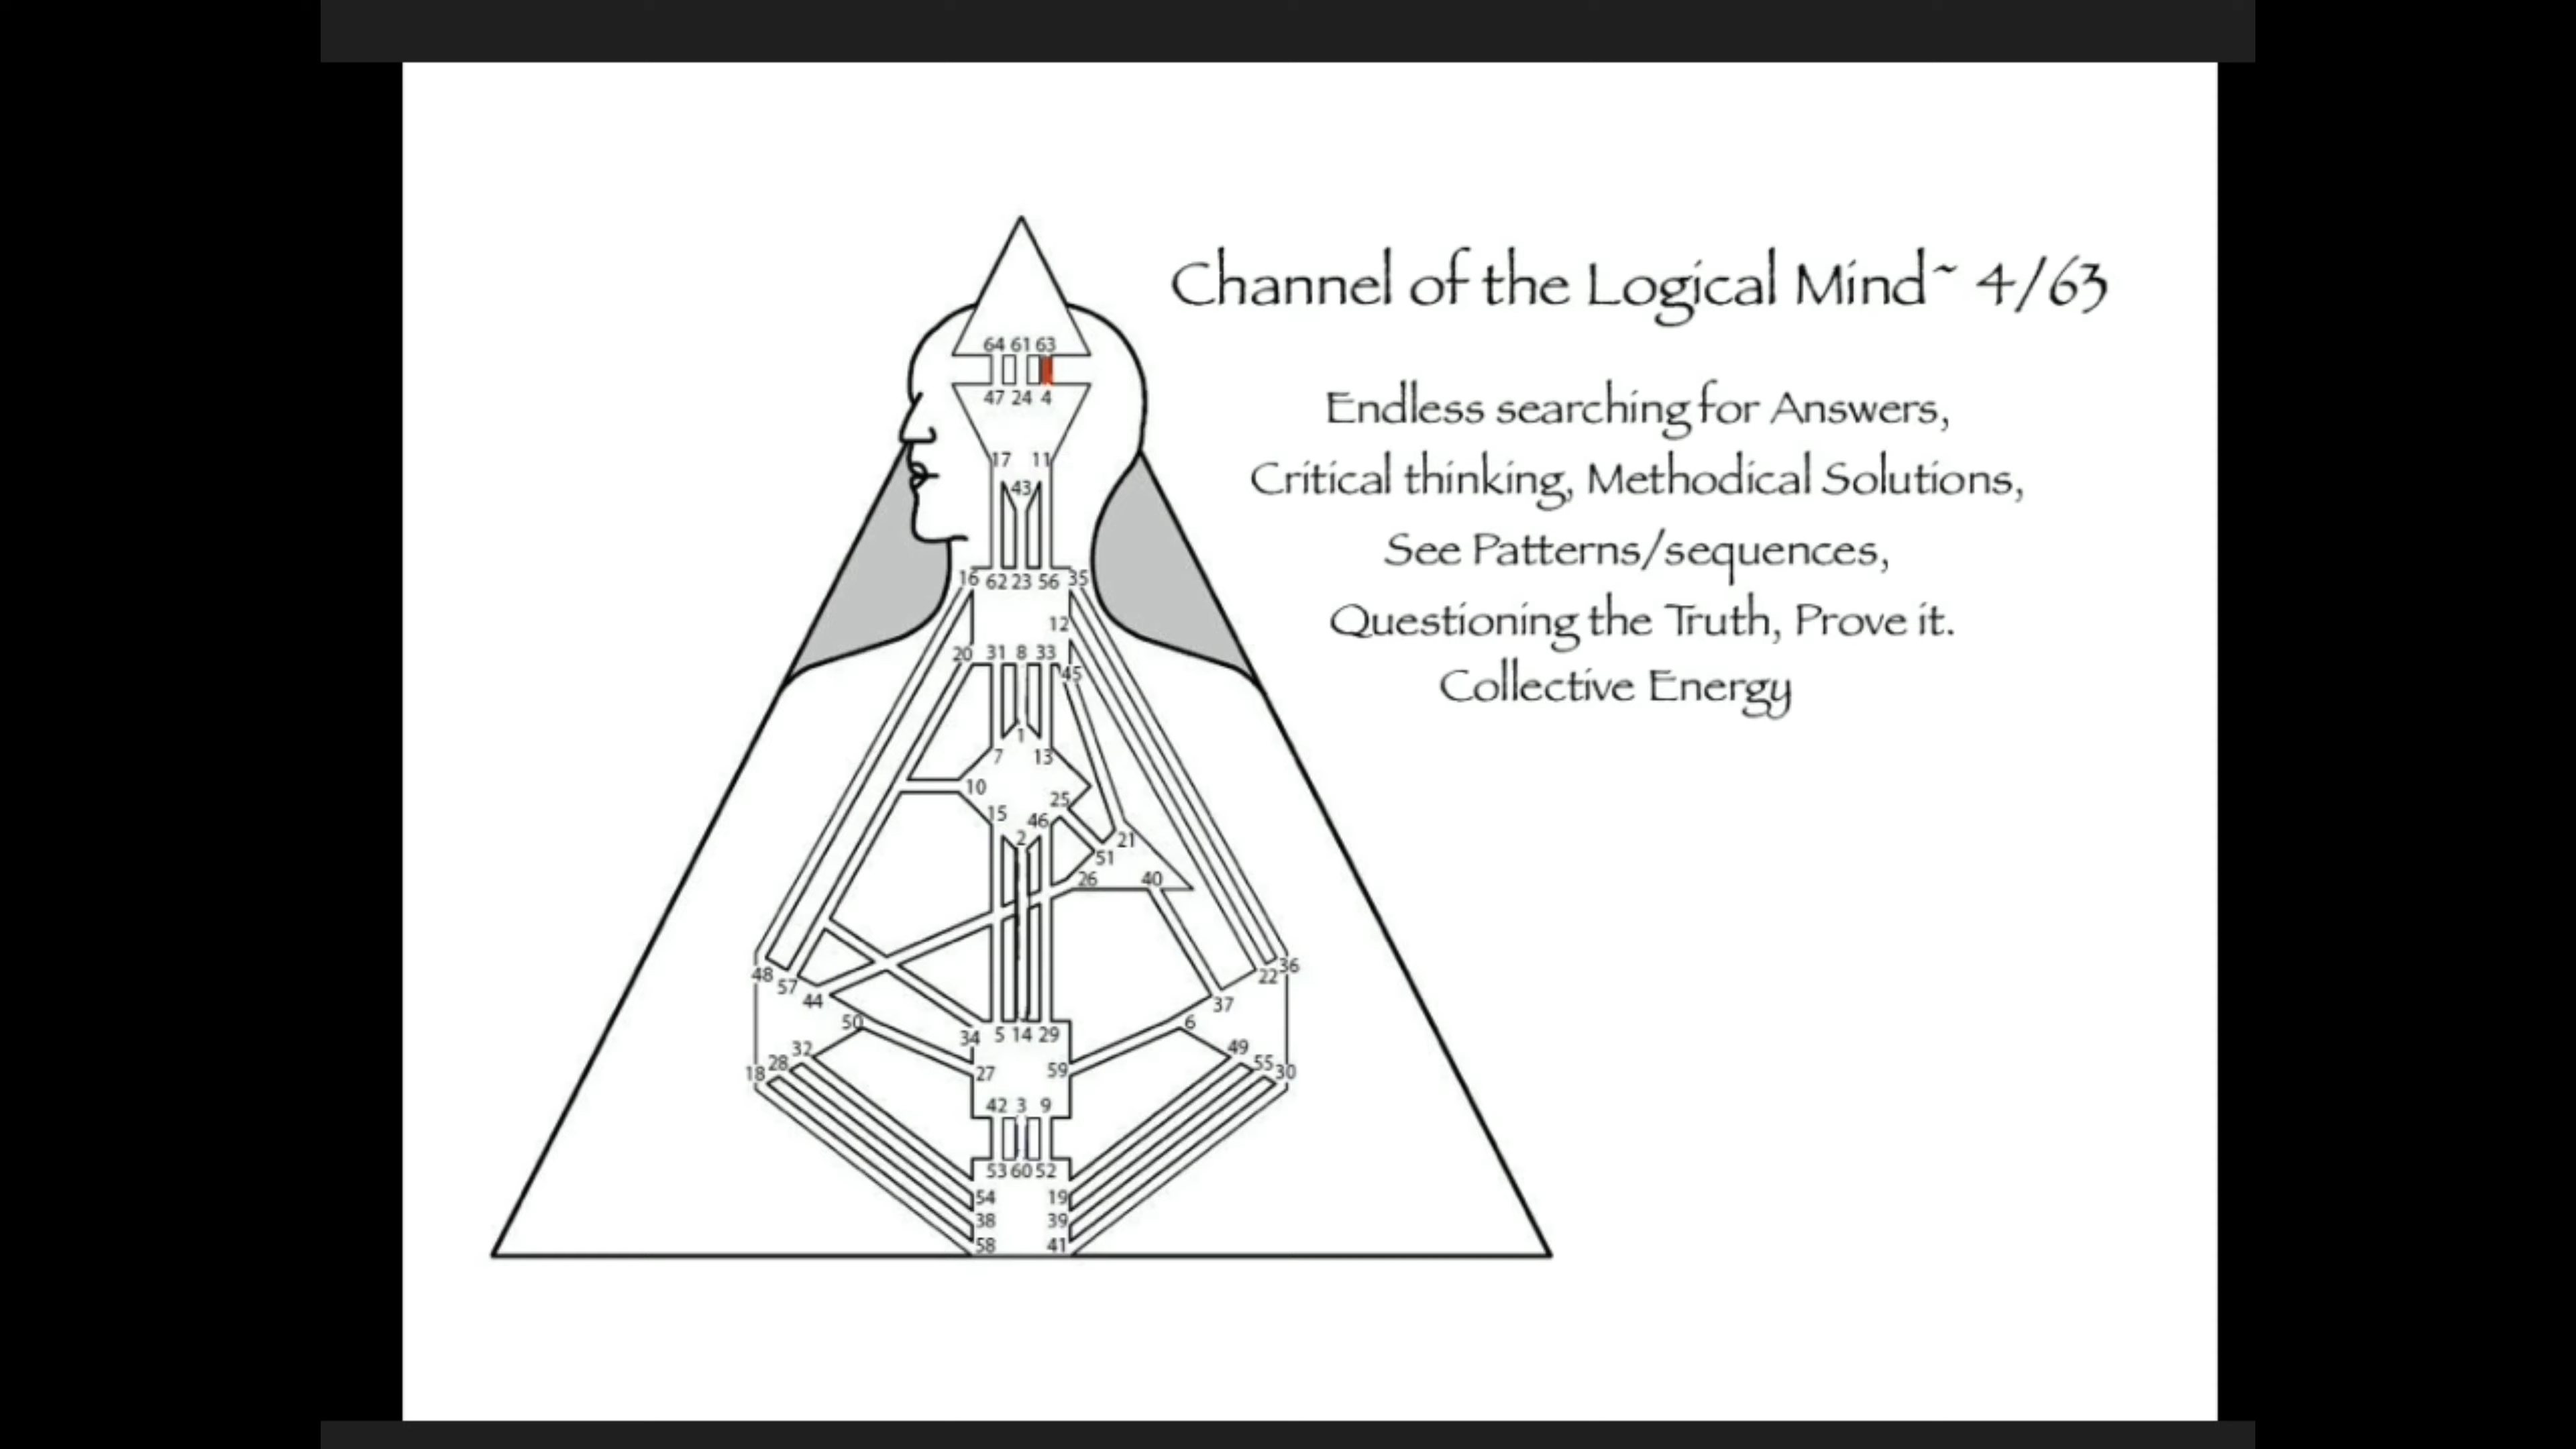 Channel of the Logical Mind~ 4/63
Endless searching for Answers,
Critical thinking, Methodical Solutions,
See Patterns/sequences,
Questioning the Truth, Prove it.
Collective Energy
64 61 63
47 24 4
17 11
43
16 62 23 56 35
12
20 31 8 33
45
1
7 13
10
25
15 46
2 21
51
26 40
48 57 44 22 36
37
50 6
34 5 14 29
32 49
28 55
18 27 59 30
42 3 9
53 60 52
54 19
38 39
58 41